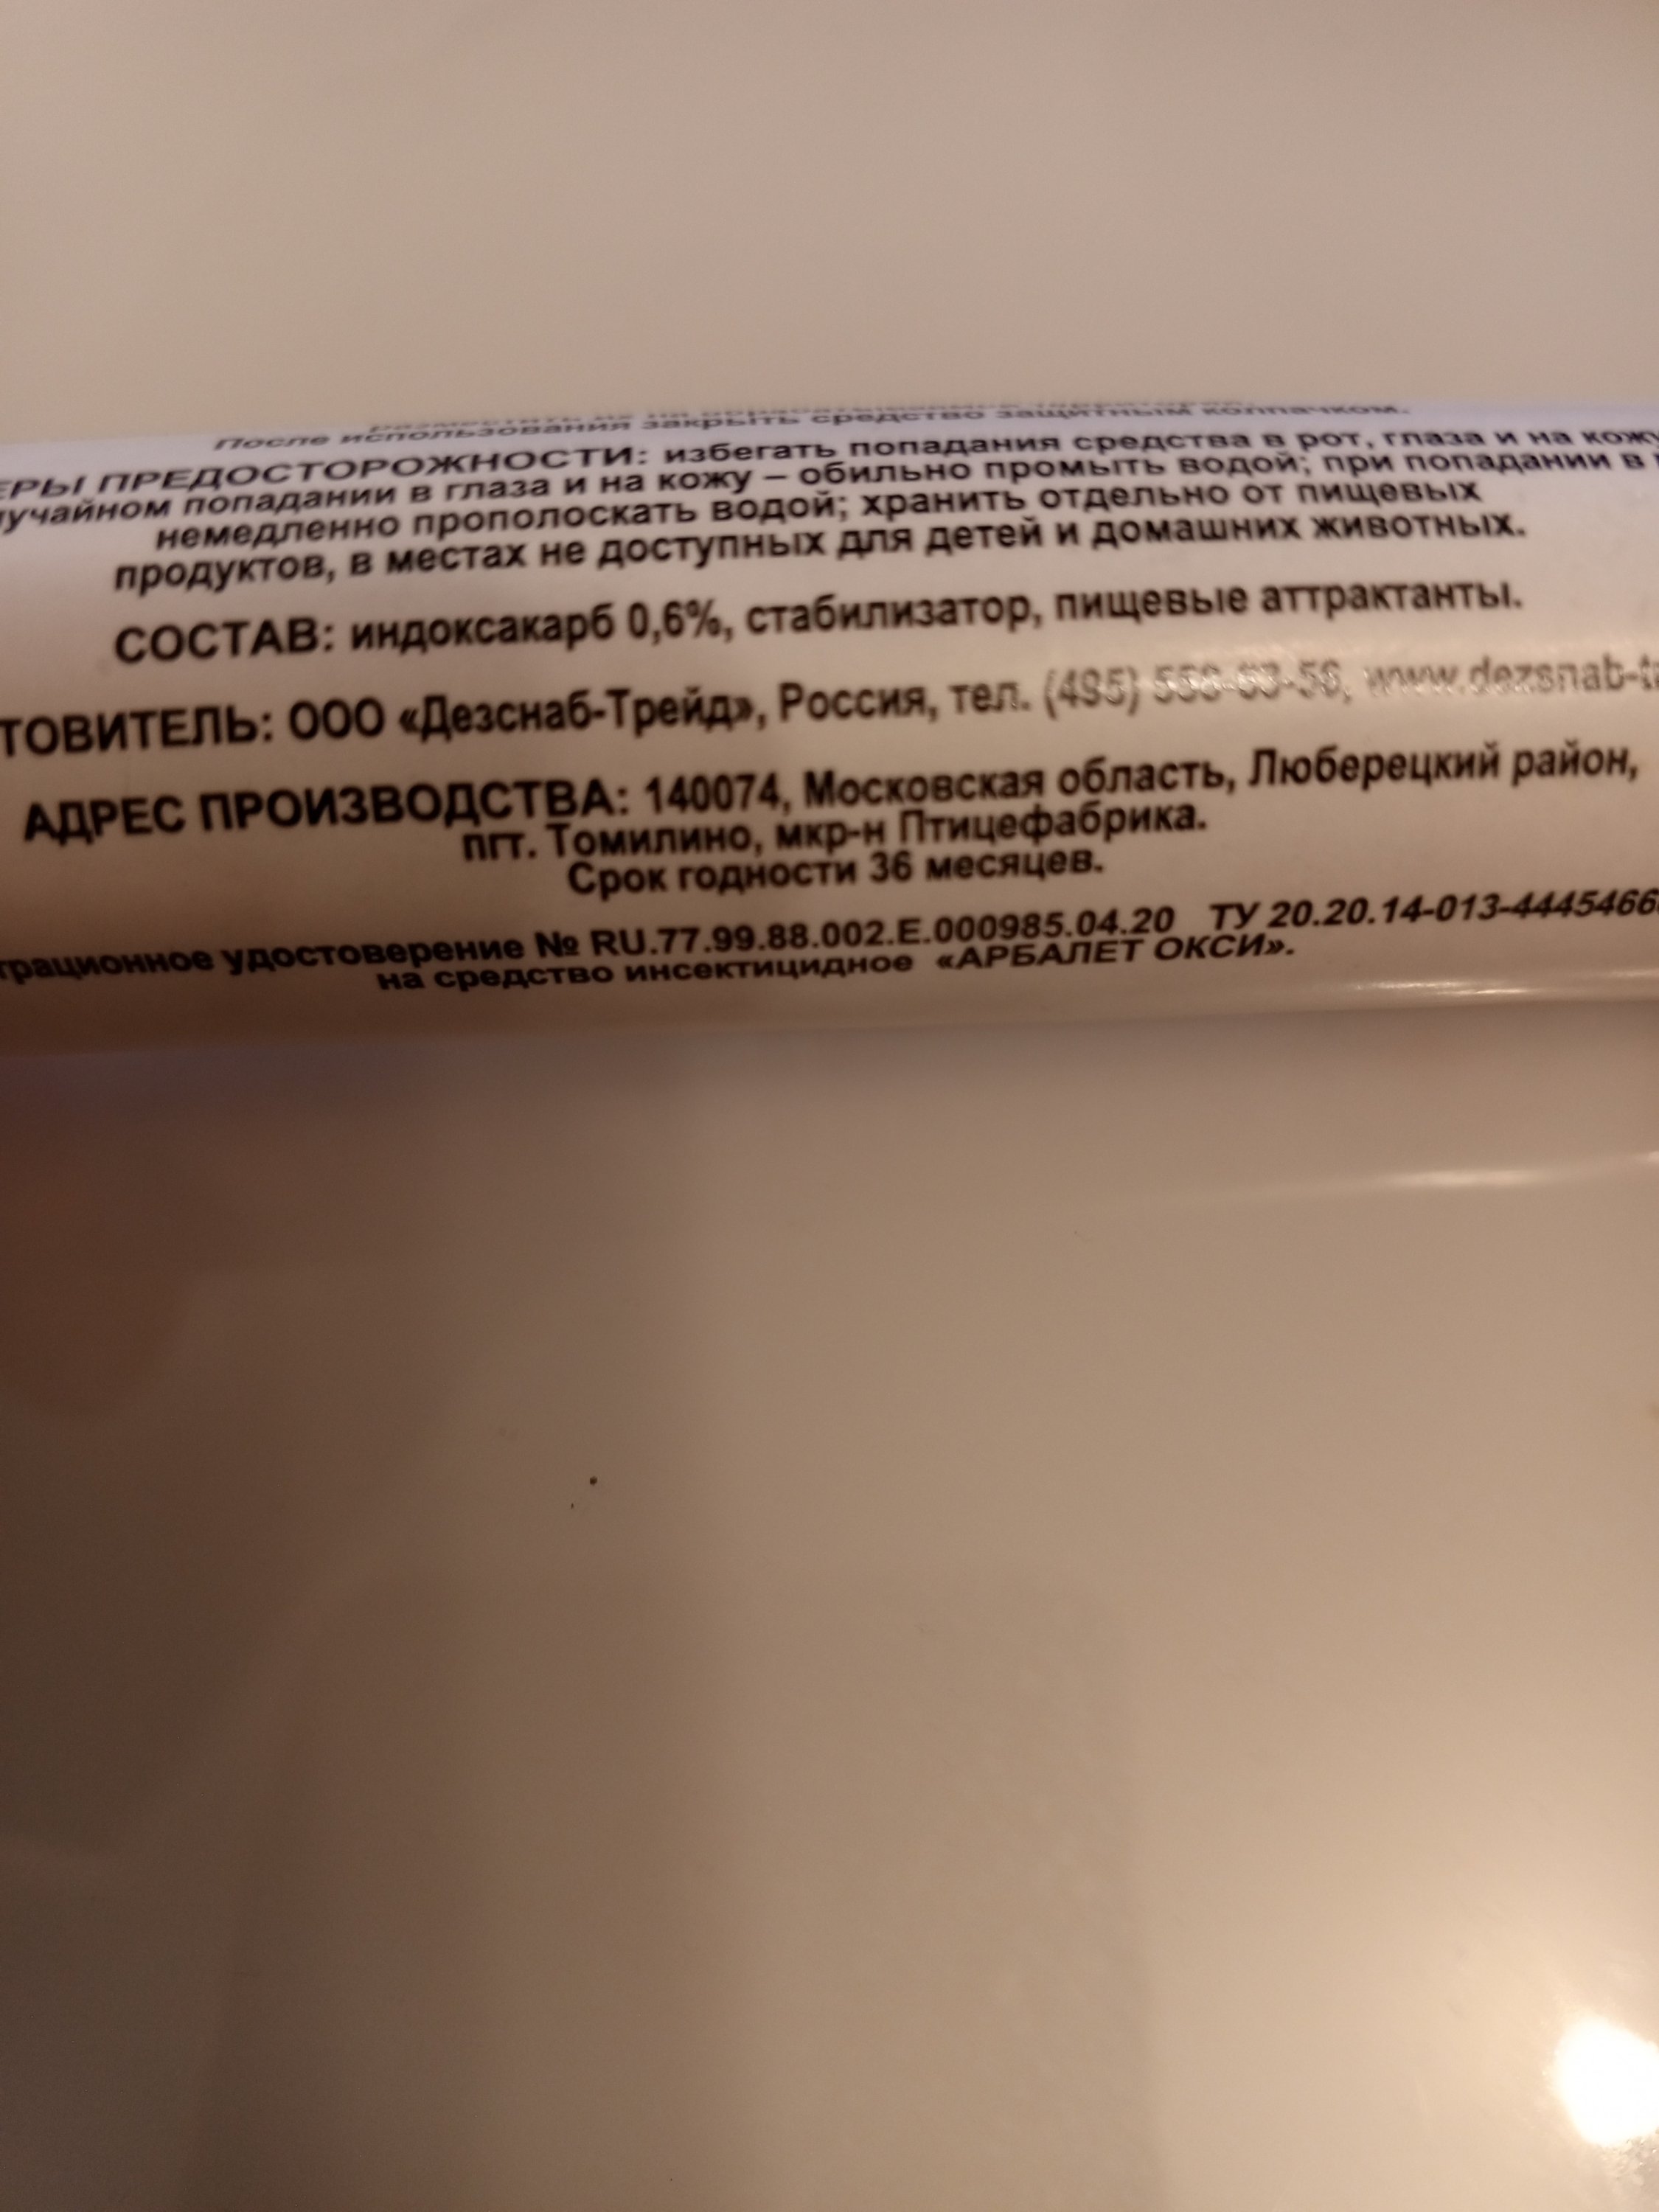 После использования закрыть средство защитным колпачком.
ЕРЫ ПРЕДОСТОРОЖНОСТИ: избегать попадания средства в рот, глаза и на кожу
лучайном попадании в глаза и на кожу – обильно промыть водой; при попадании в
немедленно прополоскать водой; хранить отдельно от пищевых
продуктов, в местах не доступных для детей и домашних животных.
СОСТАВ: индоксакарб 0,6%, стабилизатор, пищевые аттрактанты.
ТОВИТЕЛЬ: ООО «Дезснаб-Трейд», Россия, тел. (495)
АДРЕС ПРОИЗВОДСТВА: 140074, Московская область, Люберецкий район,
пгт. Томилино, мкр-н Птицефабрика.
Срок годности 36 месяцев.
трационное удостоверение № RU.77.99.88.002.Е.000985.04.20 ТУ 20.20.14-013-4445466
на средство инсектицидное «АРБАЛЕТ ОКСИ».